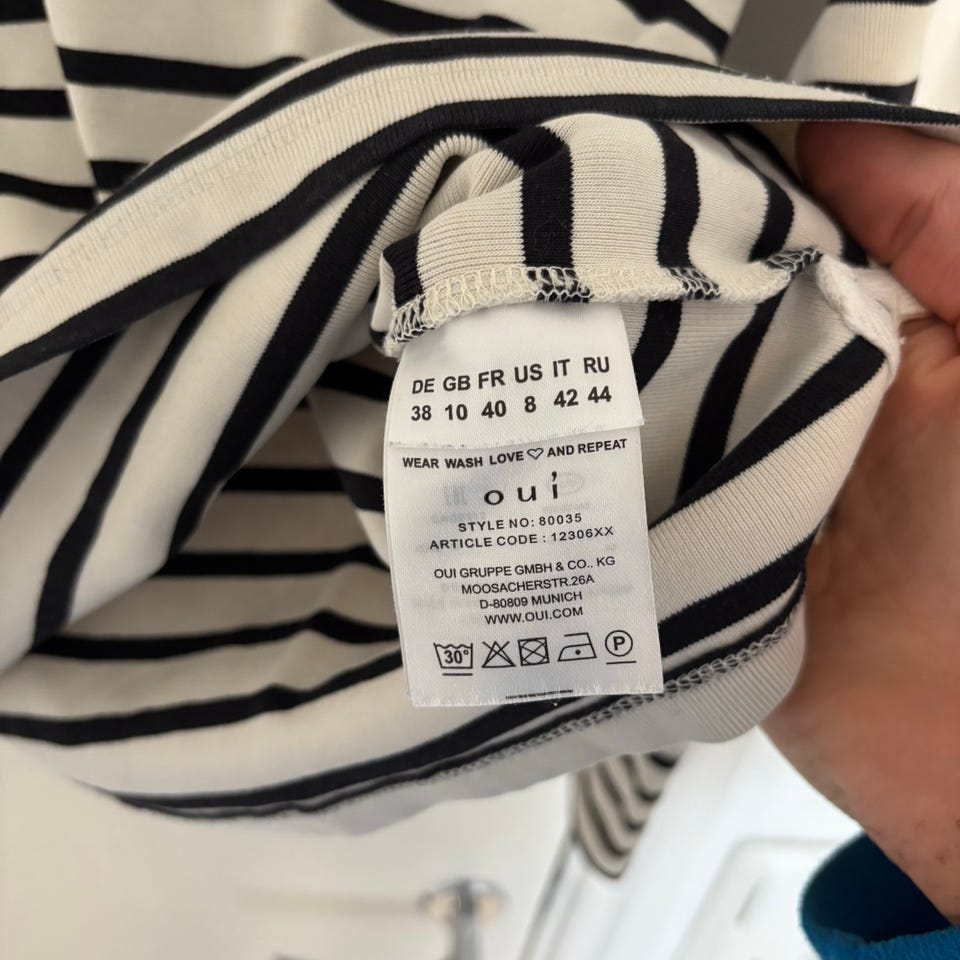 DE GB FR US IT RU
38 10 40 8 42 44
WEAR WASH LOVE♡AND REPEAT
ouí
STYLE NO: 80035
ARTICLE CODE : 12306XX
OUI GRUPPE GMBH & CO.. KG
MOOSACHERSTR.26A
D-80809 MUNICH
WWW.OUI.COM
30° P